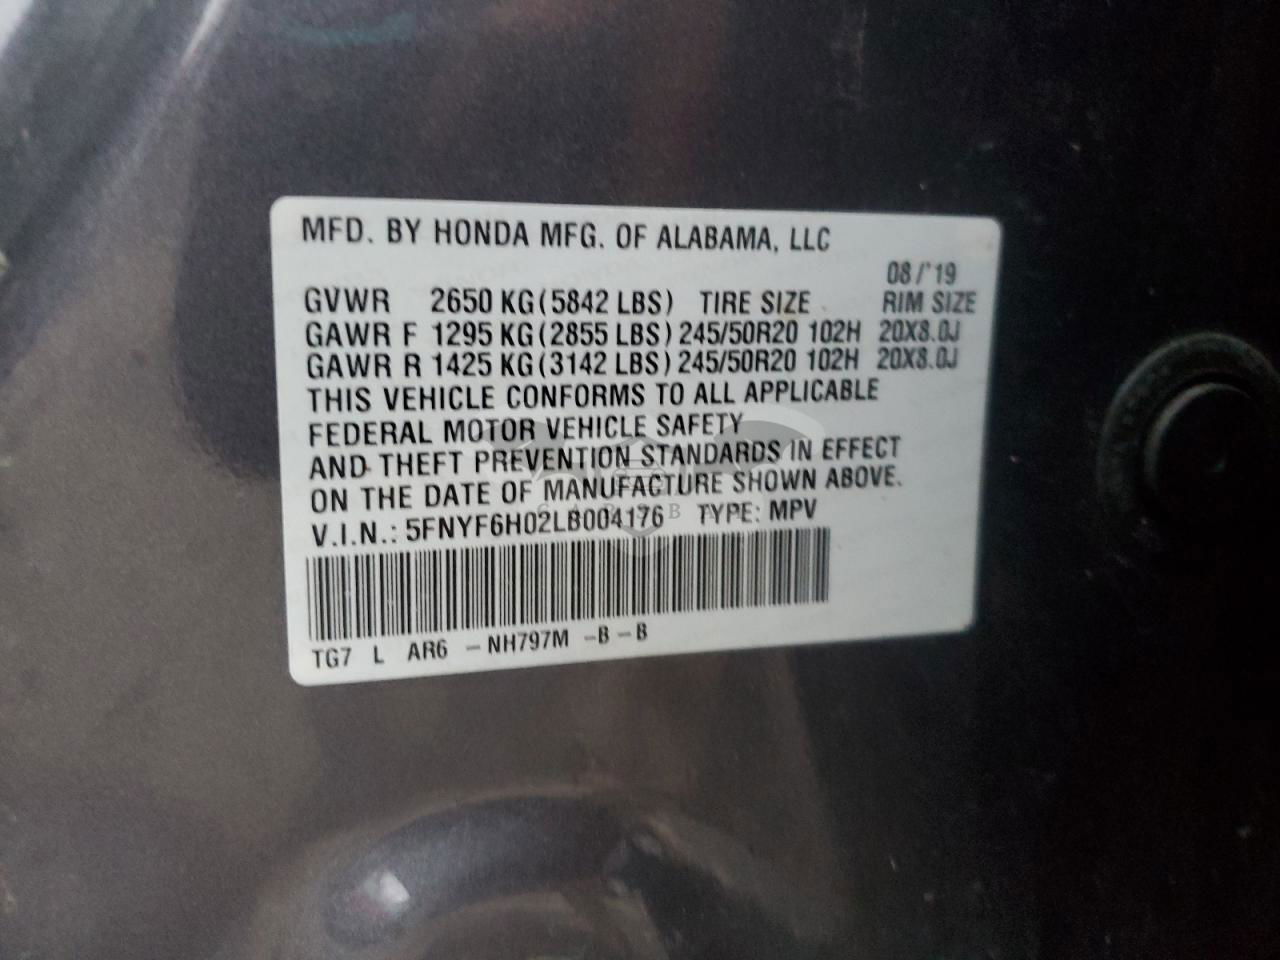 MFD. BY HONDA MFG. OF ALABAMA, LLC
08/'19
GVWR 2650 KG (5842 LBS) TIRE SIZE RIM SIZE
GAWR F 1295 KG (2855 LBS) 245/50R20 102H 20X8.0J
GAWR R 1425 KG (3142 LBS) 245/50R20 102H 20X8.0J
THIS VEHICLE CONFORMS TO ALL APPLICABLE
FEDERAL MOTOR VEHICLE SAFETY
AND THEFT PREVENTION STANDARDS IN EFFECT
ON THE DATE OF MANUFACTURE SHOWN ABOVE.
V.I.N.: 5FNYF6H02LB004176 TYPE: MPV
TG7 L AR6 -NH797M -B-B